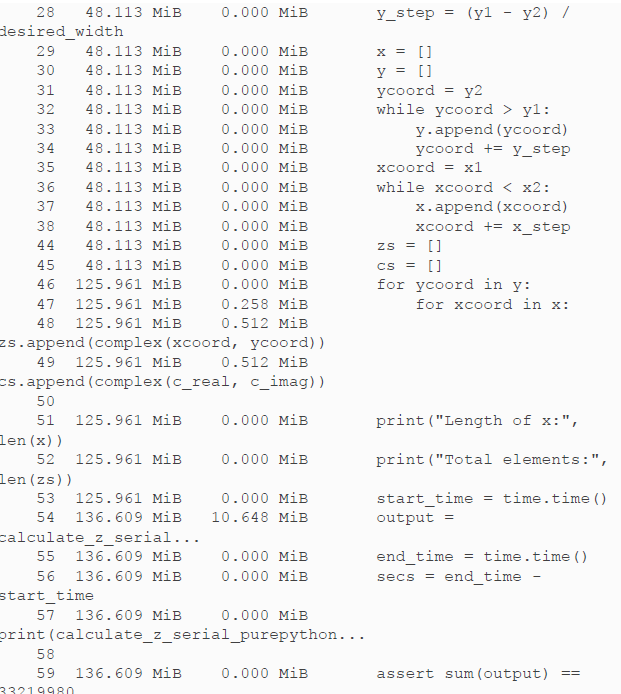 28 48.113 MiB 0.000 MiB y_step = (y1 - y2) /
desired_width
29 48.113 MiB 0.000 MiB x = []
30 48.113 MiB 0.000 MiB y = []
31 48.113 MiB 0.000 MiB ycoord = y2
32 48.113 MiB 0.000 MiB while ycoord > y1:
33 48.113 MiB 0.000 MiB y.append(ycoord)
34 48.113 MiB 0.000 MiB ycoord += y_step
35 48.113 MiB 0.000 MiB xcoord = x1
36 48.113 MiB 0.000 MiB while xcoord < x2:
37 48.113 MiB 0.000 MiB x.append(xcoord)
38 48.113 MiB 0.000 MiB xcoord += x_step
44 48.113 MiB 0.000 MiB zs = []
45 48.113 MiB 0.000 MiB cs = []
46 125.961 MiB 0.000 MiB for ycoord in y:
47 125.961 MiB 0.258 MiB for xcoord in x:
48 125.961 MiB 0.512 MiB
zs.append(complex(xcoord, ycoord))
49 125.961 MiB 0.512 MiB
cs.append(complex(c_real, c_imag))
50
51 125.961 MiB 0.000 MiB print("Length of x:",
len(x))
52 125.961 MiB 0.000 MiB print("Total elements:",
len(zs))
53 125.961 MiB 0.000 MiB start_time = time.time()
54 136.609 MiB 10.648 MiB output =
calculate_z_serial...
55 136.609 MiB 0.000 MiB end_time = time.time()
56 136.609 MiB 0.000 MiB secs = end_time -
start_time
57 136.609 MiB 0.000 MiB
print(calculate_z_serial_purepython...
58
59 136.609 MiB 0.000 MiB assert sum(output) ==
33219980